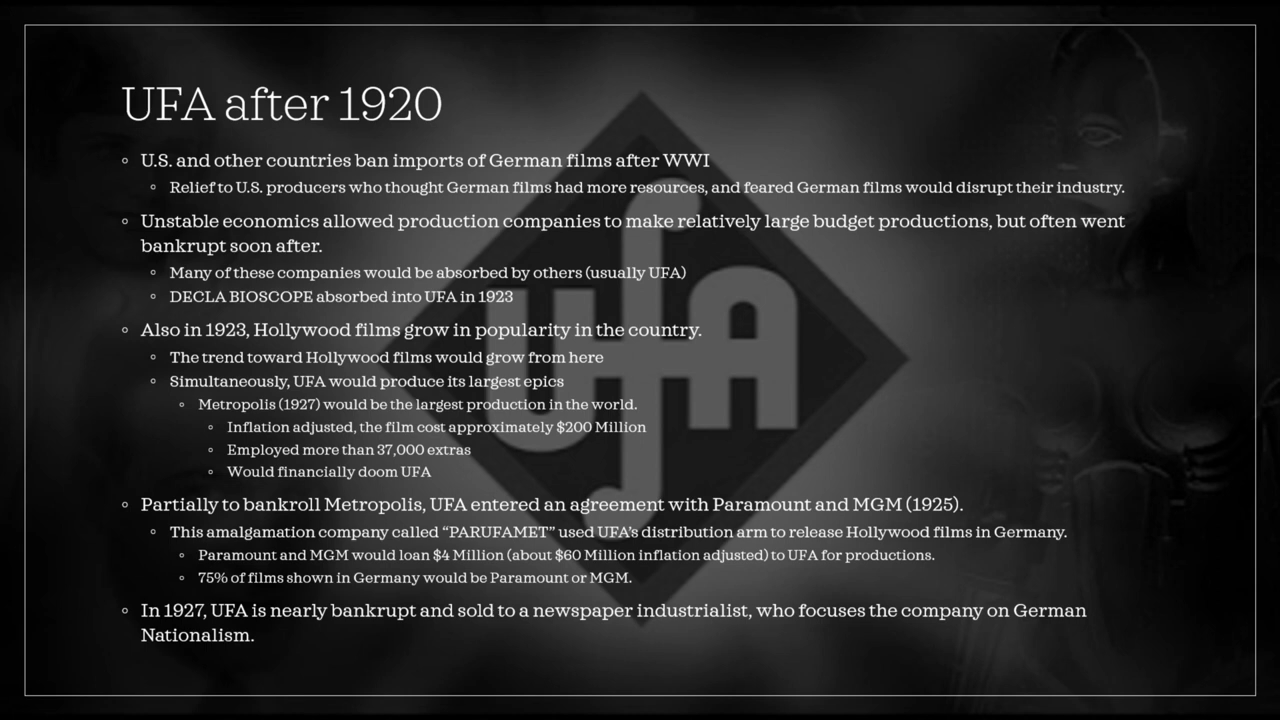 UFA after 1920
◦ U.S. and other countries ban imports of German films after WWI
◦ Relief to U.S. producers who thought German films had more resources, and feared German films would disrupt their industry.
◦ Unstable economics allowed production companies to make relatively large budget productions, but often went
bankrupt soon after.
◦ Many of these companies would be absorbed by others (usually UFA)
◦ DECLA BIOSCOPE absorbed into UFA in 1923
◦ Also in 1923, Hollywood films grow in popularity in the country.
◦ The trend toward Hollywood films would grow from here
◦ Simultaneously, UFA would produce its largest epics
◦ Metropolis (1927) would be the largest production in the world.
◦ Inflation adjusted, the film cost approximately $200 Million
◦ Employed more than 37,000 extras
◦ Would financially doom UFA
◦ Partially to bankroll Metropolis, UFA entered an agreement with Paramount and MGM (1925).
◦ This amalgamation company called “PARUFAMET” used UFA’s distribution arm to release Hollywood films in Germany.
◦ Paramount and MGM would loan $4 Million (about $60 Million inflation adjusted) to UFA for productions.
◦ 75% of films shown in Germany would be Paramount or MGM.
◦ In 1927, UFA is nearly bankrupt and sold to a newspaper industrialist, who focuses the company on German
Nationalism.
UfA